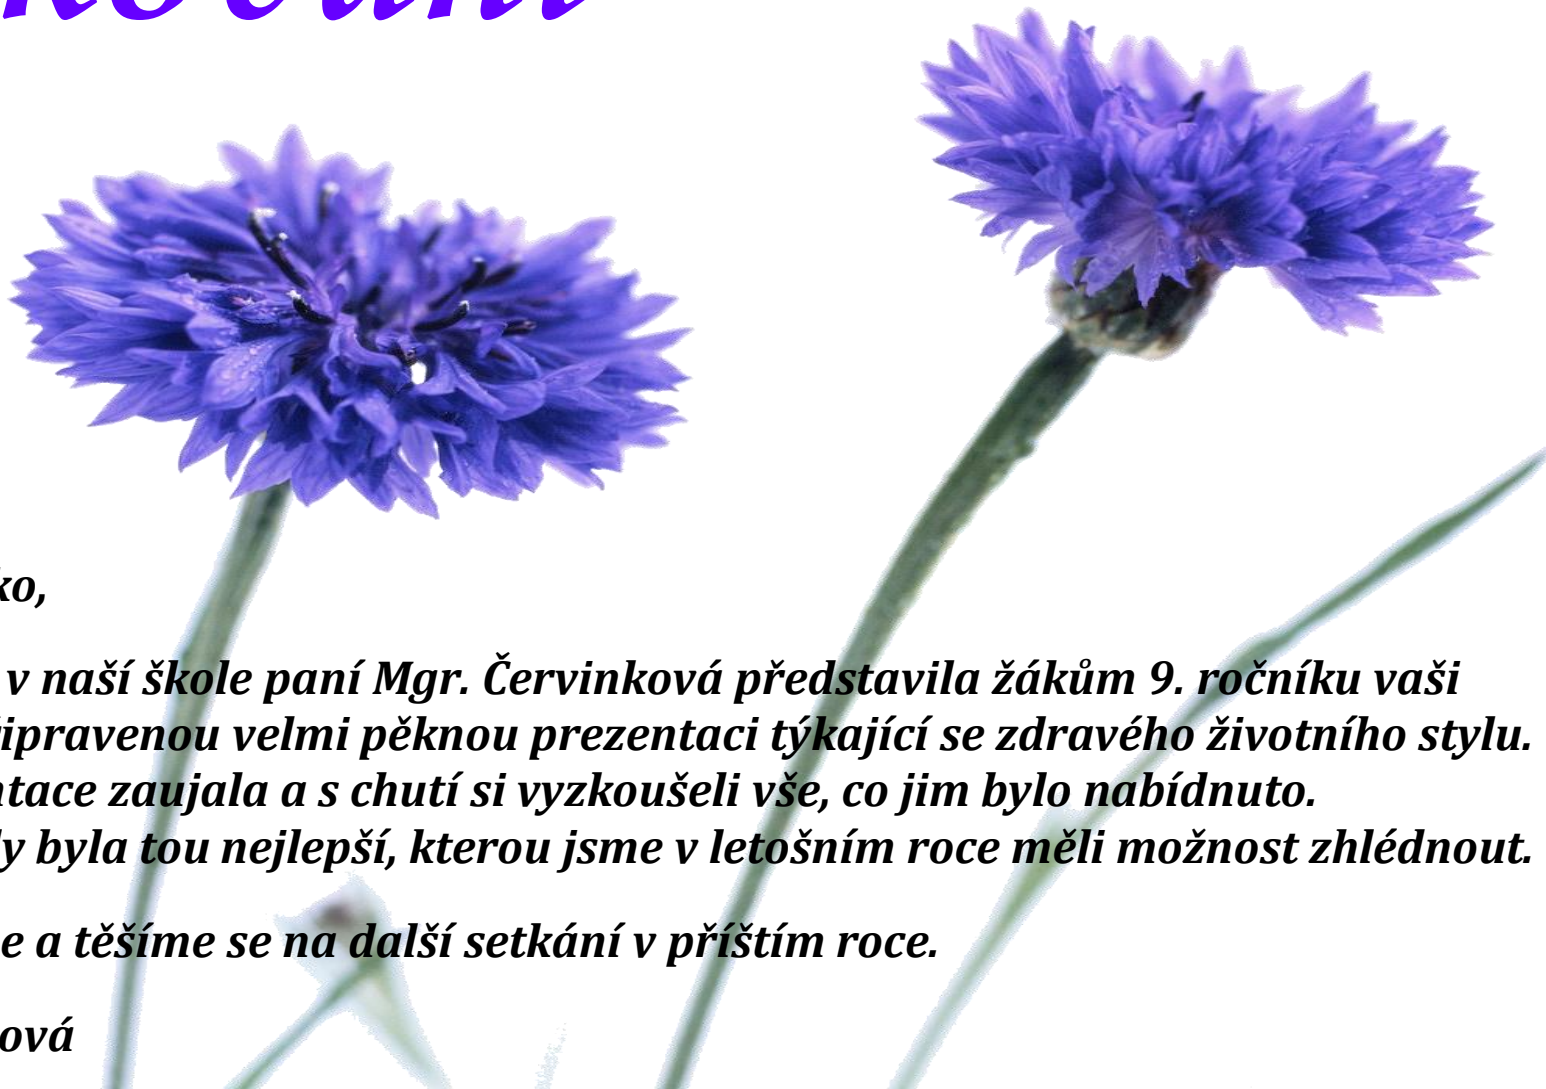 ko,
v naší škole paní Mgr. Červinková představila žákům 9. ročníku vaši
velmi pěknou prezentaci týkající se zdravého životního stylu.
zaujala a s chutí si vyzkoušeli vše, co jim bylo nabídnuto.
byla tou nejlepší, kterou jsme v letošním roce měli možnost zhlédnout.
e a těšíme se na další setkání v příštím roce.
ová